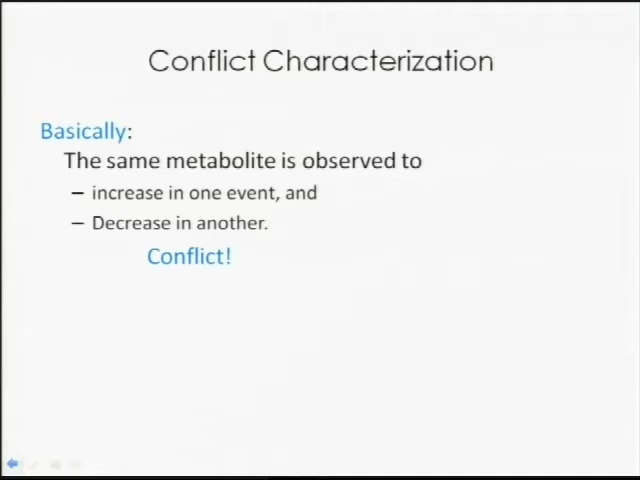 Conflict Characterization
Basically:
The same metabolite is observed to
– increase in one event, and
– Decrease in another.
Conflict!